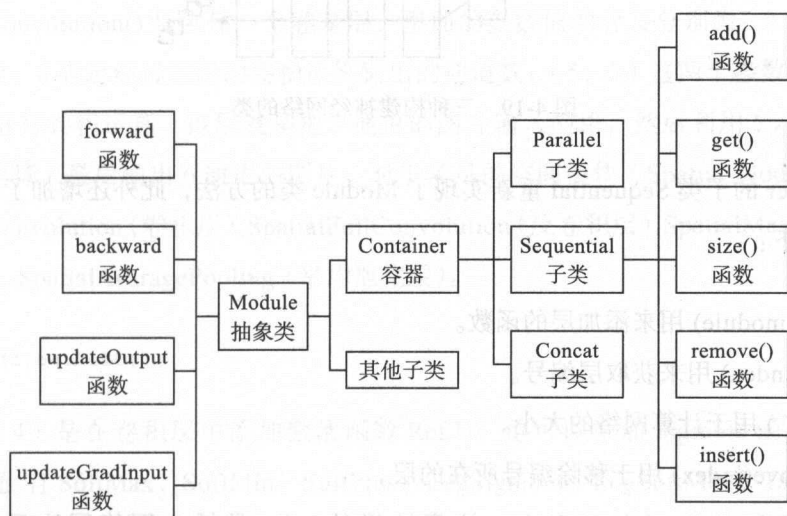 forward
函数
backward
函数
updateOutput
函数
updateGradInput
函数
Module
抽象类
Container
容器
其他子类
Parallel
子类
Sequential
子类
Concat
子类
add()
函数
get()
函数
size()
函数
remove()
函数
insert()
函数